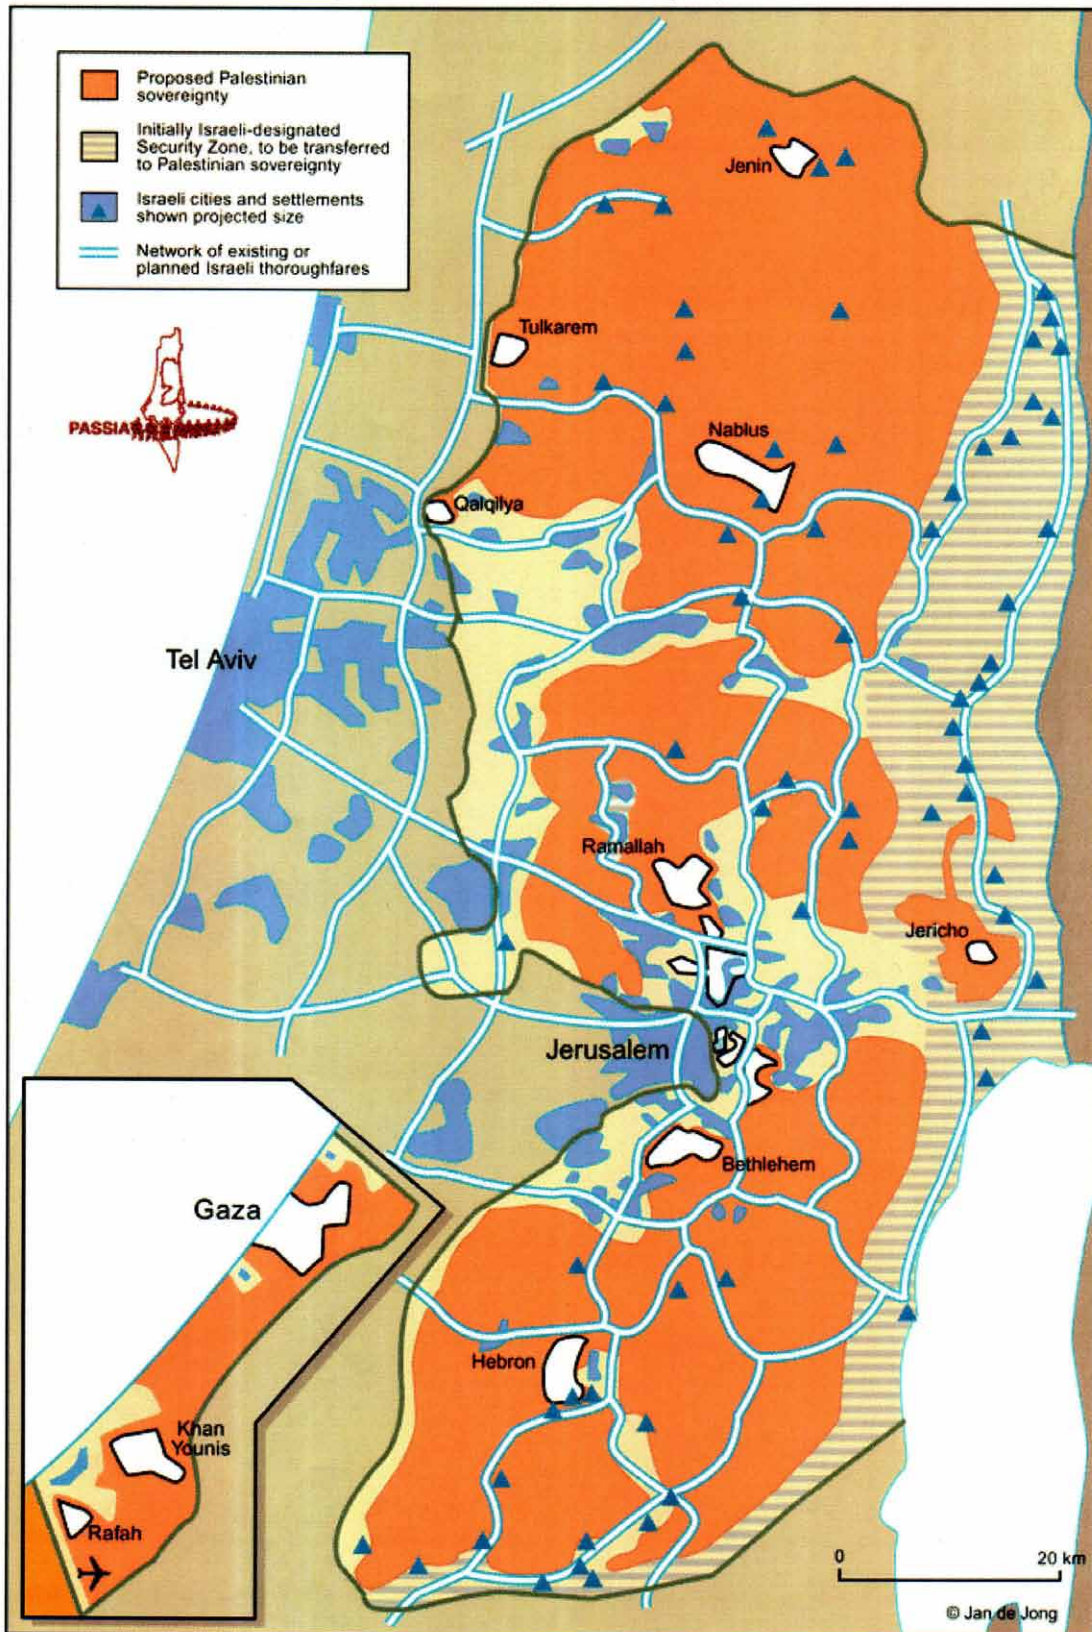 Proposed Palestinian
sovereignty
Initially Israeli-designated
Security Zone, to be transferred
to Palestinian sovereignty
Israeli cities and settlements
shown projected size
Network of existing or
planned Israeli thoroughfares
Jenin
Tulkarem
PASSIA
Nablus
Qalqilya
Tel Aviv
Ramallah
Jericho
Jerusalem
Bethlehem
Gaza
Hebron
Khan
Younis
Rafah
0 20 km
© Jan de Jong